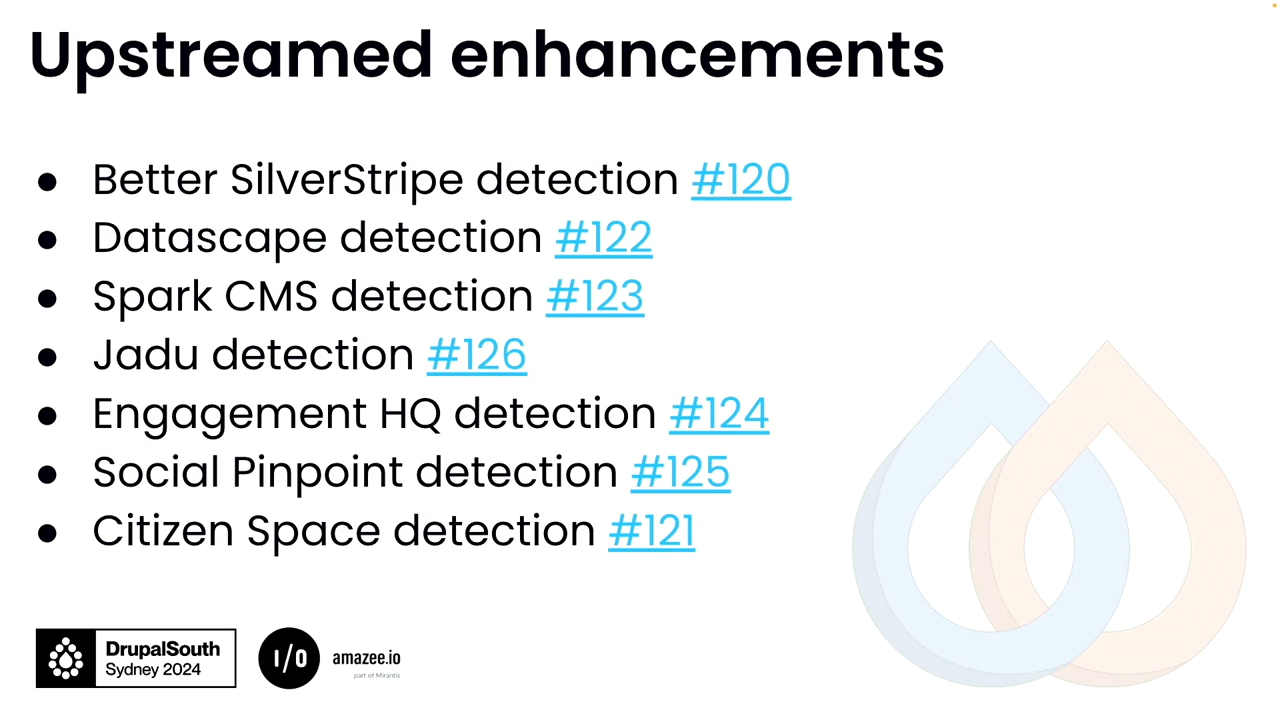 Upstreamed enhancements
● Better SilverStripe detection #120
● Datascape detection #122
● Spark CMS detection #123
● Jadu detection #126
● Engagement HQ detection #124
● Social Pinpoint detection #125
● Citizen Space detection #121
DrupalSouth
Sydney 2024
I/O
amazee.io
part of Mirantis